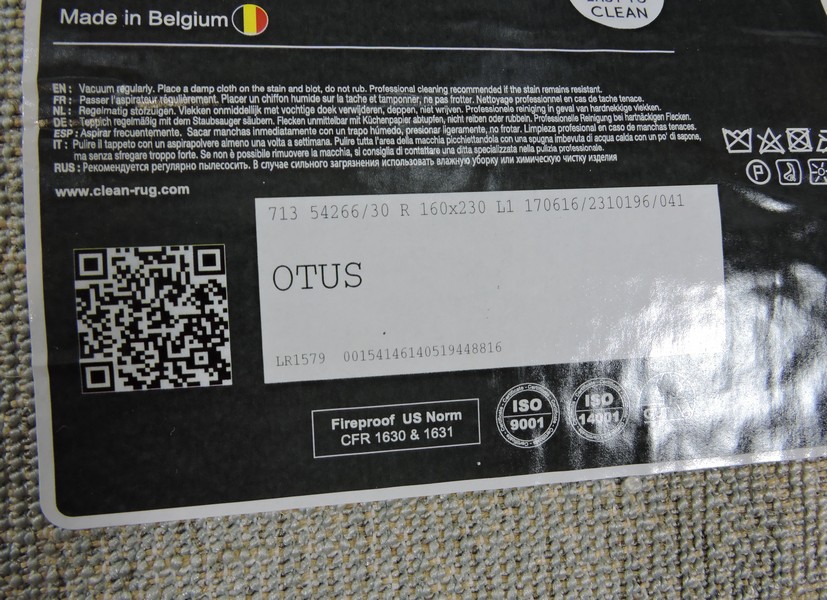 Made in Belgium
CLEAN
EN : Vacuum regularly. Place a damp cloth on the stain and blot, do not rub. Professional cleaning recommended if the stain remains resistant.
FR : Passer l'aspirateur régulièrement. Placer un chiffon humide sur la tache et tamponner, ne pas frotter. Nettoyage professionnel en cas de tache tenace.
NL : Regelmatig stofzuigen. Vlekken onmiddellijk met vochtige doek verwijderen, deppen, niet wrijven. Professionele reiniging in geval van hardnekkige vlekken.
DE : Teppich regelmäßig mit dem Staubsauger säubern. Flecken unmittelbar mit Küchenpapier abtupfen, nicht reiben oder rubbeln. Professionelle Reinigung bei hartnäckigen Flecken.
ESP : Aspirar frecuentemente. Sacar manchas inmediatamente con un trapo húmedo, presionar ligeramente, no frotar. Limpieza profesional en caso de manchas tenaces.
IT : Pulire il tappeto con un aspirapolvere almeno una volta a settimana. Pulire tutta l'area della macchia picchiettandola con una spugna imbevuta di acqua calda con un po' di sapone,
ma senza sfregare troppo forte. Se non è possibile rimuovere la macchia, si consiglia di contattare una ditta specializzata nella pulizia professionale.
RUS : Рекомендуется регулярно пылесосить. В случае сильного загрязнения использовать влажную уборку или химическую чистку изделия
www.clean-rug.com
P
713 54266/30 R 160x230 L1 170616/2310196/041
OTUS
LR1579 00154146140519448816
Fireproof US Norm
CFR 1630 & 1631
ISO
9001
ISO
14001